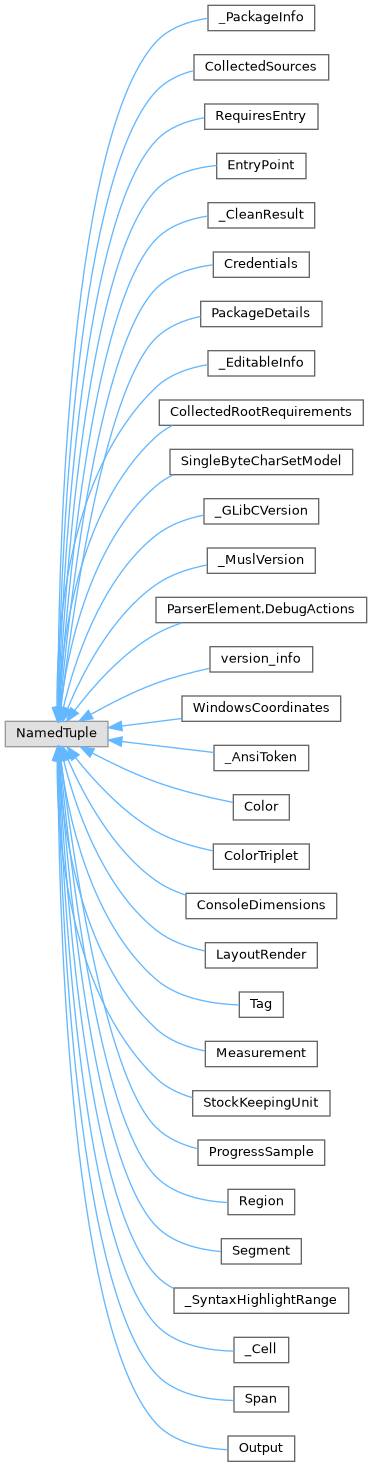 _PackageInfo
CollectedSources
RequiresEntry
EntryPoint
_CleanResult
Credentials
PackageDetails
_EditableInfo
CollectedRootRequirements
SingleByteCharSetModel
_GLibCVersion
_MuslVersion
ParserElement.DebugActions
version_info
WindowsCoordinates
NamedTuple
_AnsiToken
Color
ColorTriplet
ConsoleDimensions
LayoutRender
Tag
Measurement
StockKeepingUnit
ProgressSample
Region
Segment
_SyntaxHighlightRange
_Cell
Span
Output